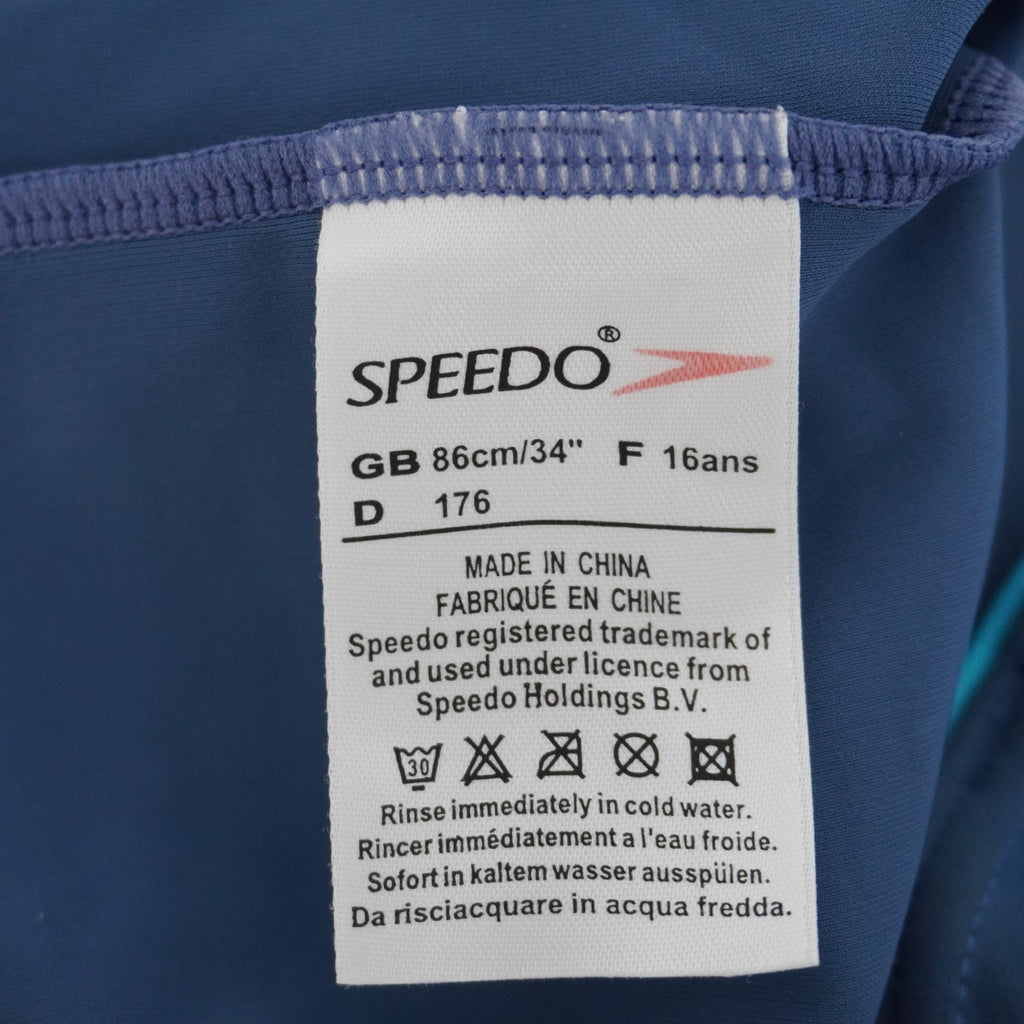 SPEEDO®
GB 86cm/34" F 16ans
D 176
MADE IN CHINA
FABRIQUÉ EN CHINE
Speedo registered trademark of
and used under licence from
Speedo Holdings B.V.
30
Rinse immediately in cold water.
Rincer immédiatement a l'eau froide.
Sofort in kaltem wasser ausspülen.
Da risciacquare in acqua fredda.